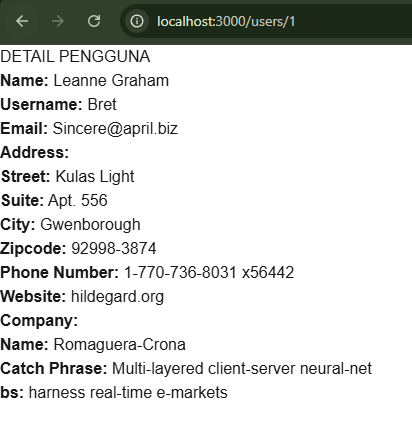 localhost:3000/users/1
DETAIL PENGGUNA
Name: Leanne Graham
Username: Bret
Email: Sincere@april.biz
Address:
Street: Kulas Light
Suite: Apt. 556
City: Gwenborough
Zipcode: 92998-3874
Phone Number: 1-770-736-8031 x56442
Website: hildegard.org
Company:
Name: Romaguera-Crona
Catch Phrase: Multi-layered client-server neural-net
bs: harness real-time e-markets